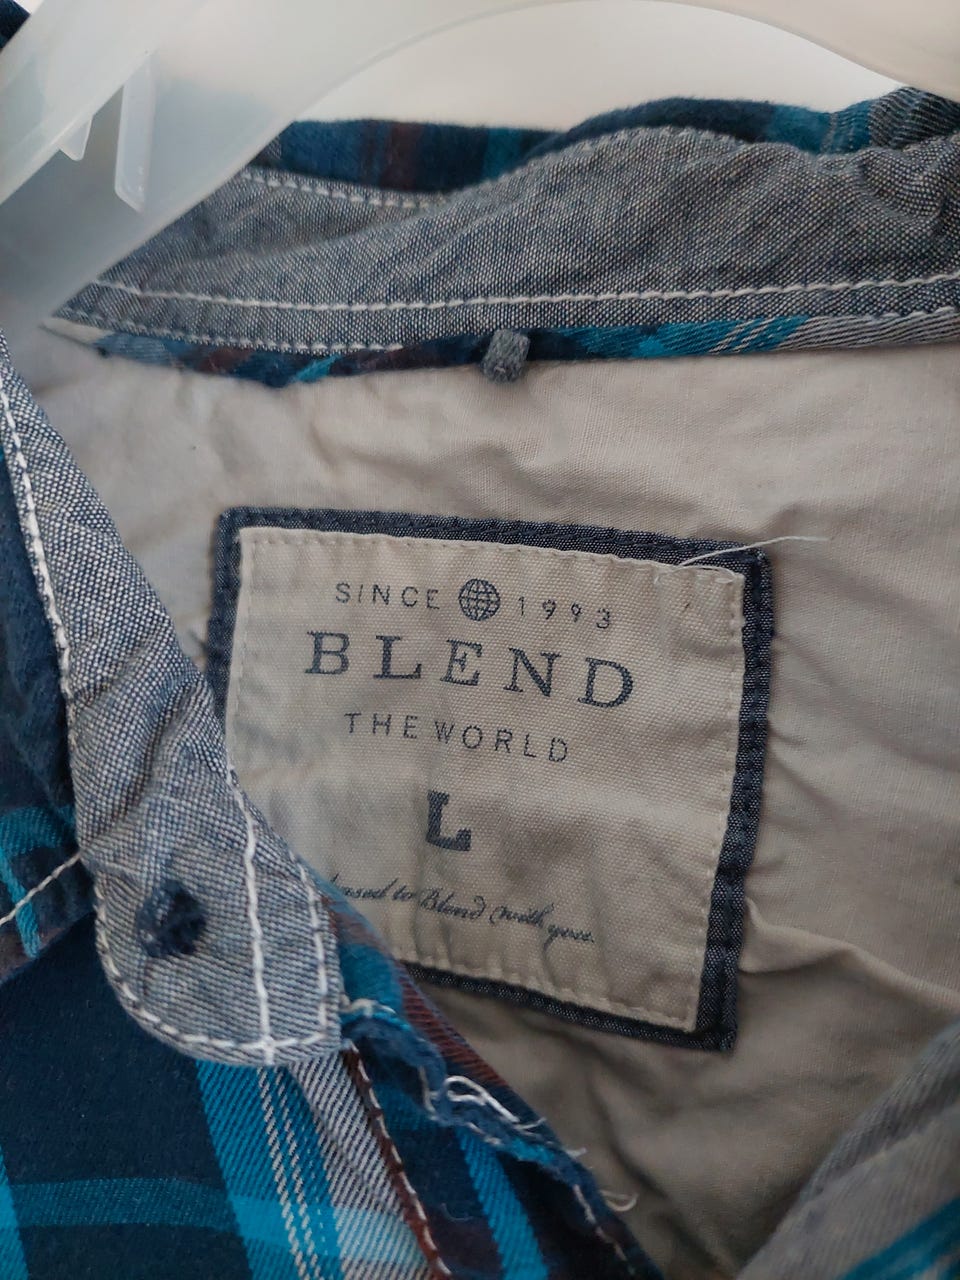 SINCE 1993
BLEND
THE WORLD
L
to Blend with you.